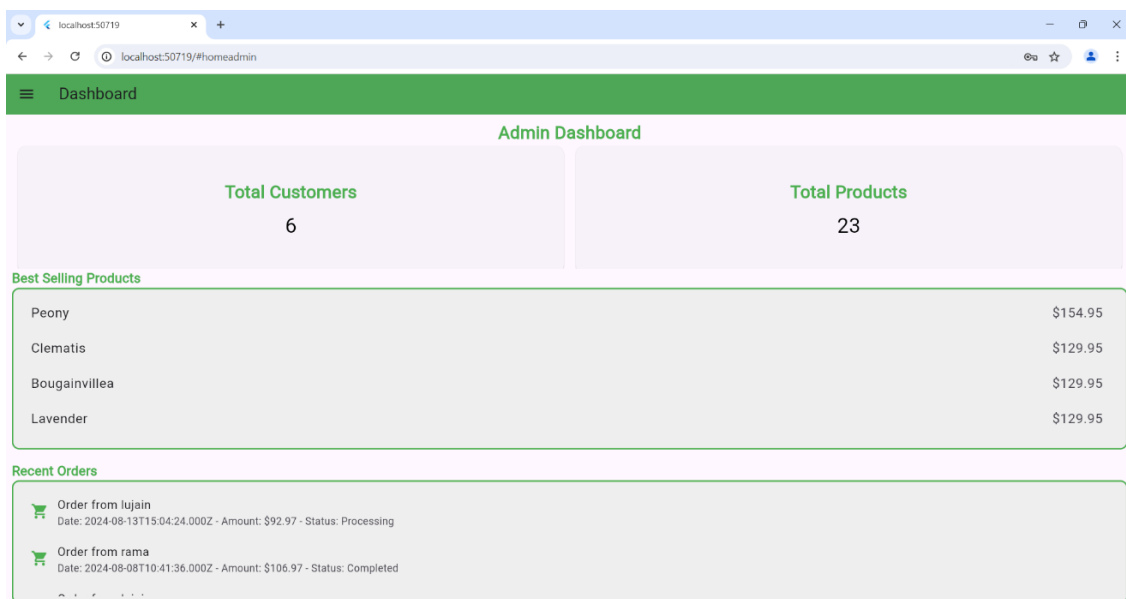 localhost:50719
localhost:50719/#homeadmin
Dashboard
Admin Dashboard
Total Customers
6
Total Products
23
Best Selling Products
Peony $154.95
Clematis $129.95
Bougainvillea $129.95
Lavender $129.95
Recent Orders
Order from lujain
Date: 2024-08-13T15:04:24.000Z - Amount: $92.97 - Status: Processing
Order from rama
Date: 2024-08-08T10:41:36.000Z - Amount: $106.97 - Status: Completed